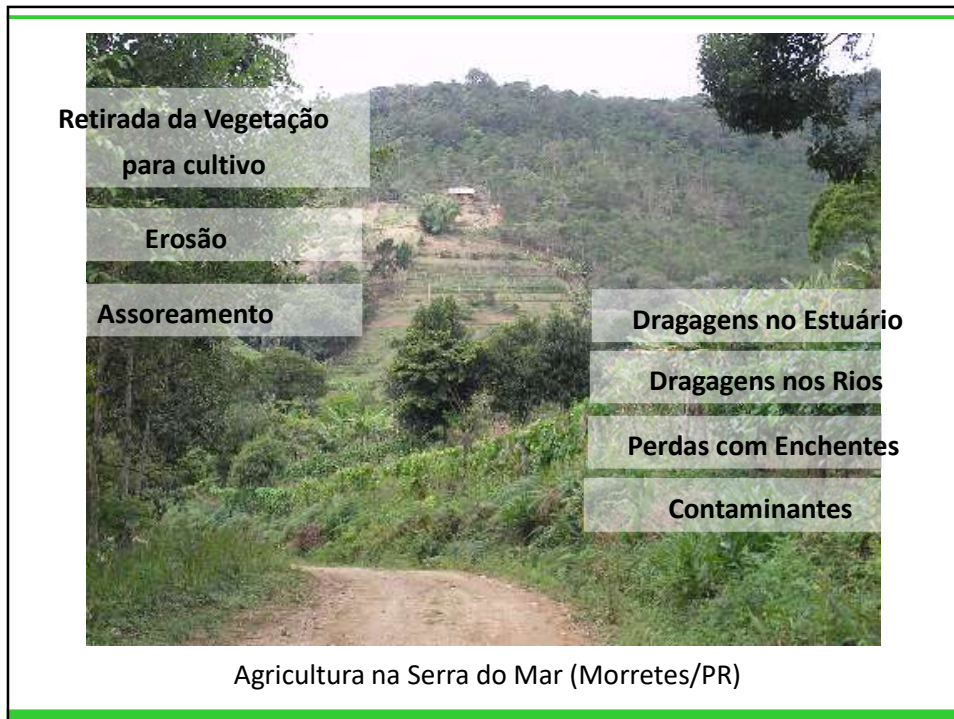 Retirada da Vegetação
para cultivo
Erosão
Assoreamento
Dragagens no Estuário
Dragagens nos Rios
Perdas com Enchentes
Contaminantes
Agricultura na Serra do Mar (Morretes/PR)